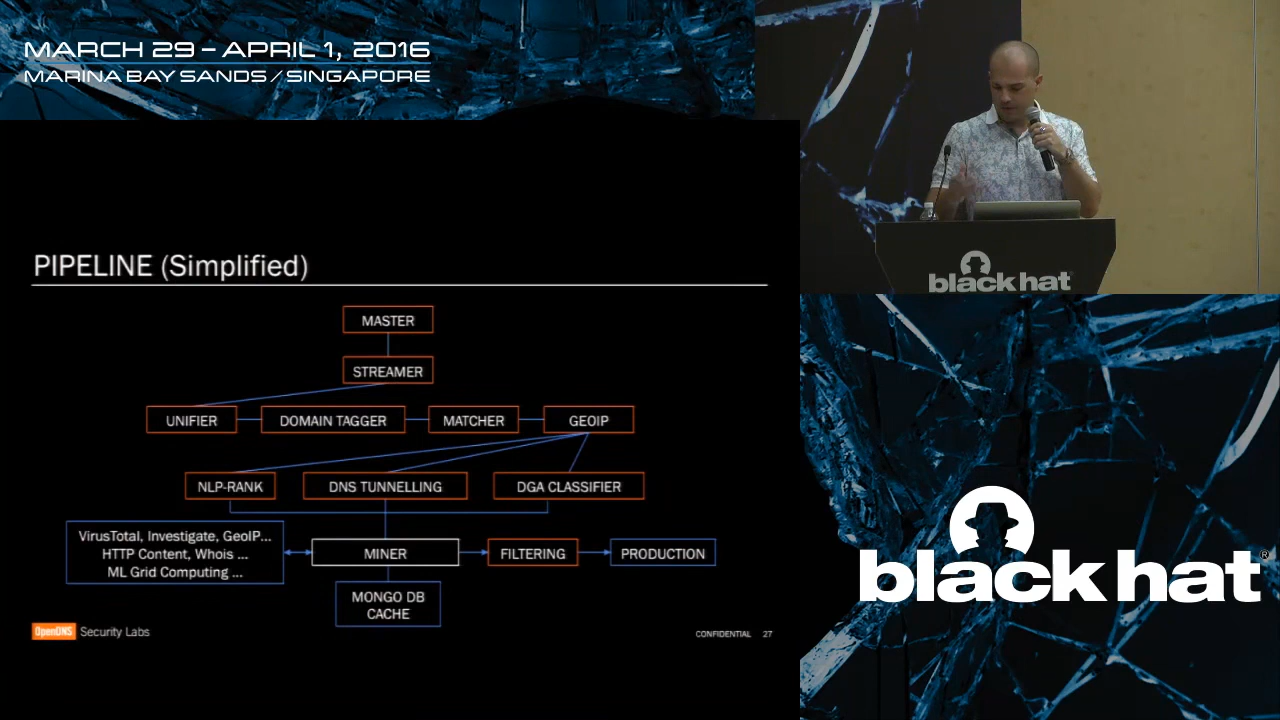 MARCH 29 – APRIL 1, 2016
MARINA BAY SANDS / SINGAPORE
PIPELINE (Simplified)
MASTER
STREAMER
UNIFIER
DOMAIN TAGGER
MATCHER
GEOIP
NLP-RANK
DNS TUNNELLING
DGA CLASSIFIER
VirusTotal, Investigate, GeoIP...
HTTP Content, Whois ...
ML Grid Computing ...
MINER
FILTERING
PRODUCTION
MONGO DB
CACHE
OpenDNS Security Labs
CONFIDENTIAL 27
black hat
black hat®